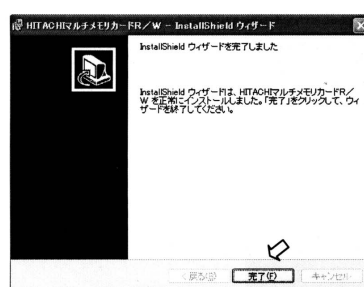 HITACHIマルチメモリカードR／W - InstallShield ウィザード
InstallShield ウィザードを完了しました
InstallShield ウィザードは、HITACHIマルチメモリカードR／
W を正常にインストールしました。「完了」をクリックして、ウィ
ザードを終了してください。
< 戻る(B)
完了(F)
キャンセル